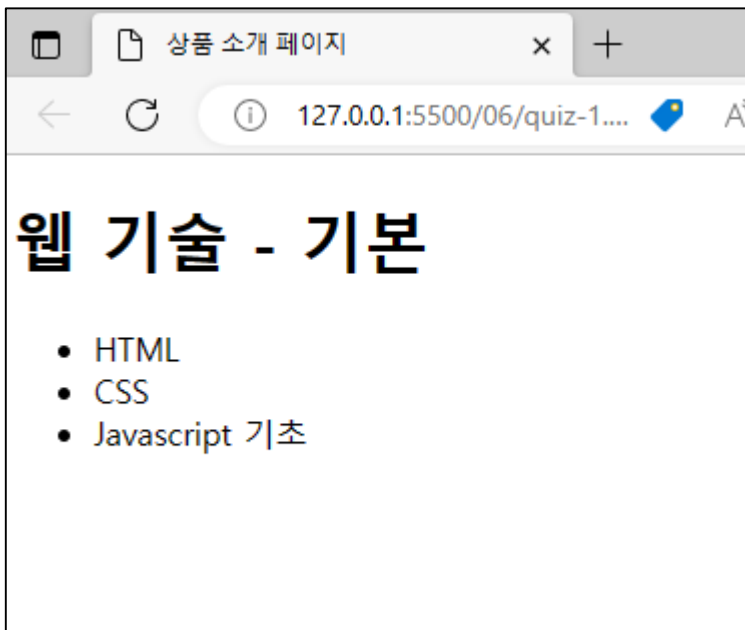 상품 소개 페이지
127.0.0.1:5500/06/quiz-1....
웹 기술 - 기본
HTML
CSS
Javascript 기초